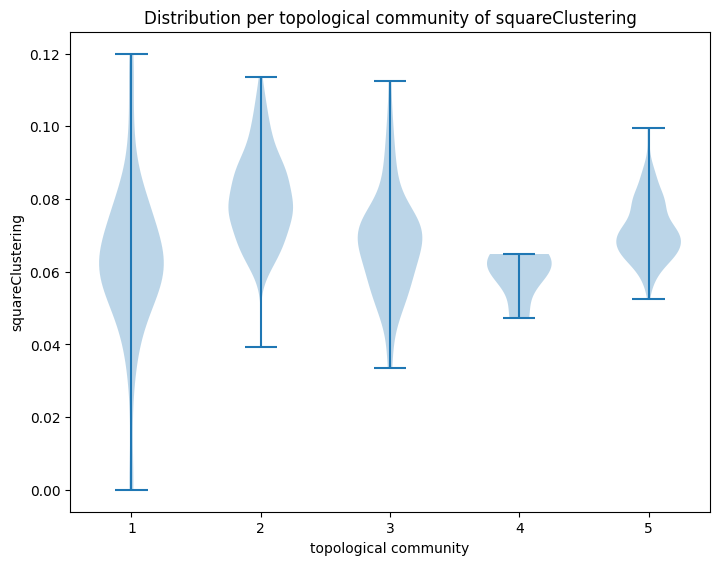 Distribution per topological community of squareClustering
0.12
0.10
0.08
0.06
0.04
0.02
0.00
squareClustering
1 2 3 4 5
topological community